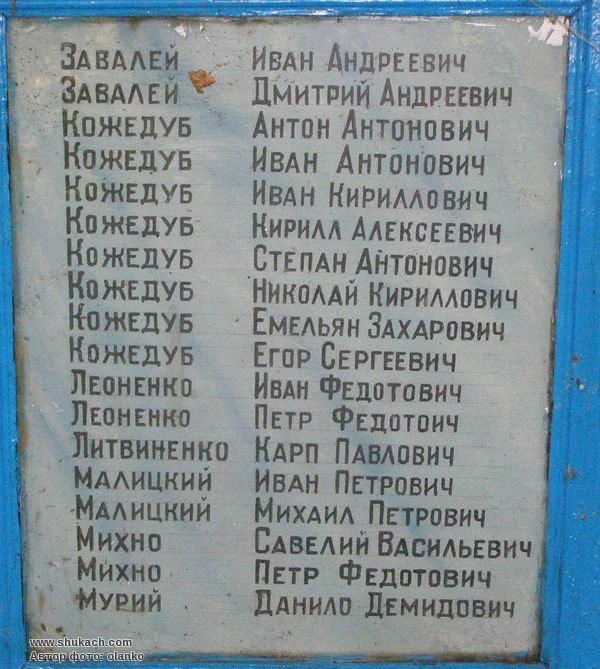 ЗАВАЛЕЙ ИВАН АНДРЕЕВИЧ
ЗАВАЛЕЙ ДМИТРИЙ АНДРЕЕВИЧ
КОЖЕДУБ АНТОН АНТОНОВИЧ
КОЖЕДУБ ИВАН АНТОНОВИЧ
КОЖЕДУБ ИВАН КИРИЛЛОВИЧ
КОЖЕДУБ КИРИЛЛ АЛЕКСЕЕВИЧ
КОЖЕДУБ СТЕПАН АНТОНОВИЧ
КОЖЕДУБ НИКОЛАЙ КИРИЛЛОВИЧ
КОЖЕДУБ ЕМЕЛЬЯН ЗАХАРОВИЧ
КОЖЕДУБ ЕГОР СЕРГЕЕВИЧ
ЛЕОНЕНКО ИВАН ФЕДОТОВИЧ
ЛЕОНЕНКО ПЕТР ФЕДОТОИЧ
ЛИТВИНЕНКО КАРП ПАВЛОВИЧ
МАЛИЦКИЙ ИВАН ПЕТРОВИЧ
МАЛИЦКИЙ МИХАИЛ ПЕТРОВИЧ
МИХНО САВЕЛИЙ ВАСИЛЬЕВИЧ
МИХНО ПЕТР ФЕДОТОВИЧ
МУРИЙ ДАНИЛО ДЕМИДОВИЧ
www.shukach.com
Автор фото: olanko